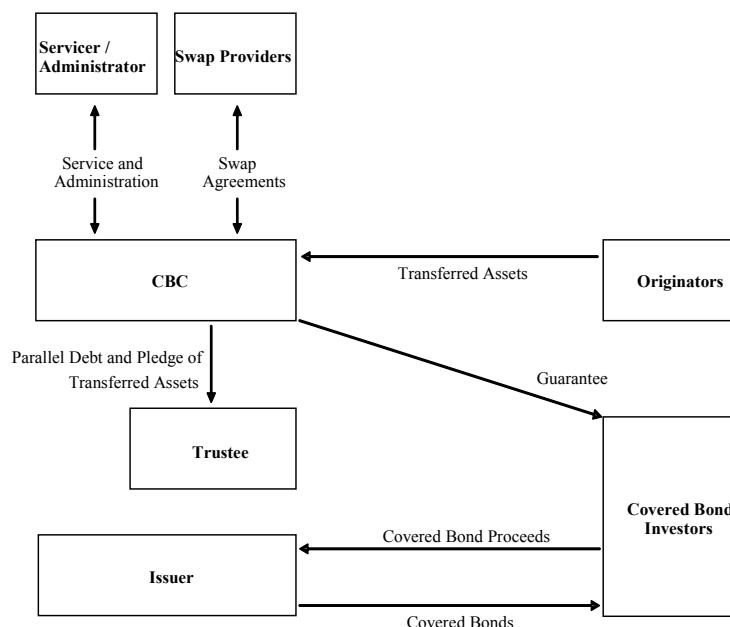 Servicer /
Administrator
Swap Providers
Service and
Administration
Swap
Agreements
CBC
Transferred Assets
Originators
Parallel Debt and Pledge of
Transferred Assets
Guarantee
Trustee
Covered Bond
Investors
Covered Bond Proceeds
Issuer
Covered Bonds